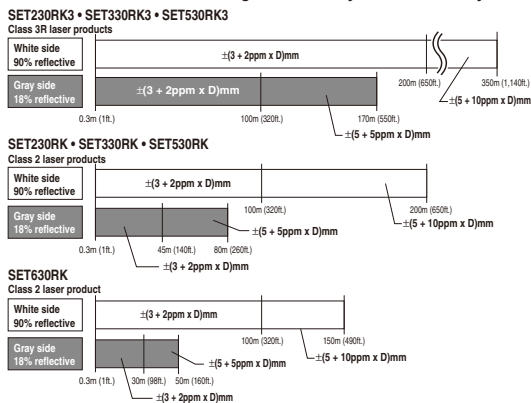 SET230RK3 • SET330RK3 • SET530RK3
Class 3R laser products
White side
90% reflective
±(3 + 2ppm x D)mm
200m (650ft.)
350m (1,140ft.)
±(5 + 10ppm x D)mm
Gray side
18% reflective
±(3 + 2ppm x D)mm
0.3m (1ft.)
100m (320ft.)
170m (550ft.)
±(5 + 5ppm x D)mm
SET230RK • SET330RK • SET530RK
Class 2 laser products
White side
90% reflective
±(3 + 2ppm x D)mm
100m (320ft.)
200m (650ft.)
±(5 + 10ppm x D)mm
Gray side
18% reflective
±(5 + 5ppm x D)mm
0.3m (1ft.)
45m (140ft.)
80m (260ft.)
±(3 + 2ppm x D)mm
SET630RK
Class 2 laser product
White side
90% reflective
±(3 + 2ppm x D)mm
100m (320ft.)
150m (490ft.)
±(5 + 10ppm x D)mm
Gray side
18% reflective
±(5 + 5ppm x D)mm
0.3m (1ft.)
30m (98ft.)
50m (160ft.)
±(3 + 2ppm x D)mm